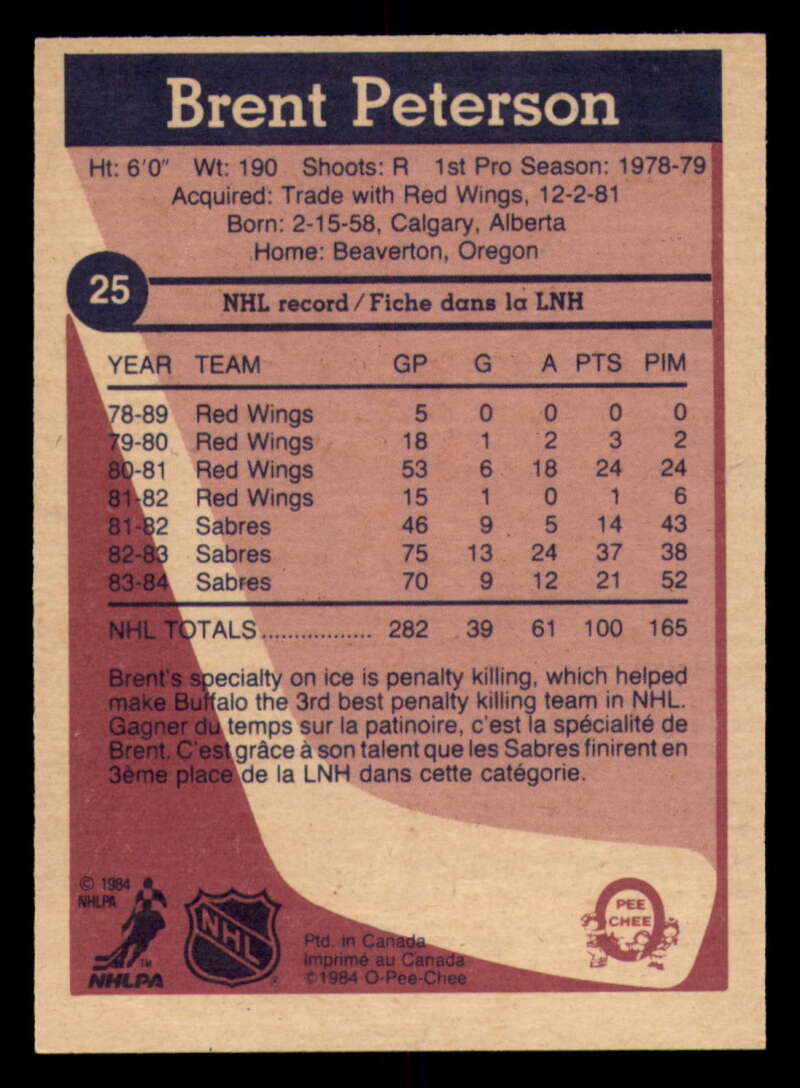 Brent Peterson
Ht: 6'0" Wt: 190 Shoots: R 1st Pro Season: 1978-79
Acquired: Trade with Red Wings, 12-2-81
Born: 2-15-58, Calgary, Alberta
Home: Beaverton, Oregon
25
NHL record / Fiche dans la LNH
YEAR TEAM GP G A PTS PIM
78-89 Red Wings 5 0 0 0 0
79-80 Red Wings 18 1 2 3 2
80-81 Red Wings 53 6 18 24 24
81-82 Red Wings 15 1 0 1 6
81-82 Sabres 46 9 5 14 43
82-83 Sabres 75 13 24 37 38
83-84 Sabres 70 9 12 21 52
NHL TOTALS................. 282 39 61 100 165
Brent's specialty on ice is penalty killing, which helped
make Buffalo the 3rd best penalty killing team in NHL.
Gagner du temps sur la patinoire, c'est la spécialité de
Brent. C'est grâce à son talent que les Sabres finirent en
3ème place de la LNH dans cette catégorie.
© 1984
NHLPA
TM
NHLPA
NHL
®
Ptd. in Canada
Imprimé au Canada
©1984 O-Pee-Chee
PEE
CHEE